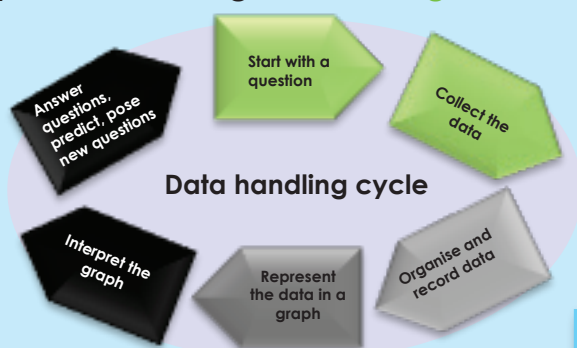 Start with a
question
Collect the
data
Organise and
record data
Represent
the data in a
graph
Interpret the
graph
Answer
questions,
predict, pose
new questions
Data handling cycle